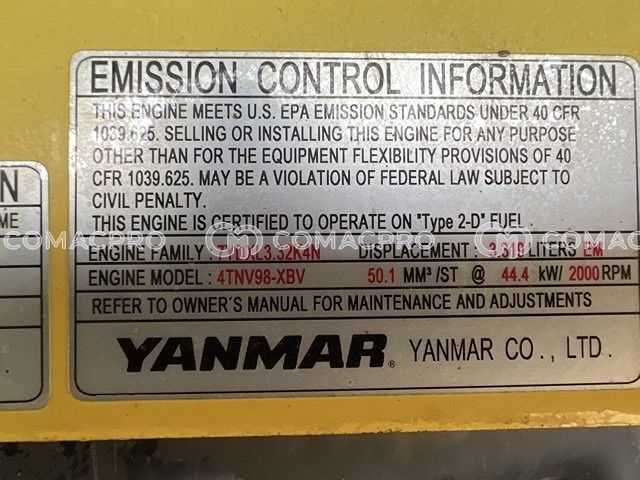 EMISSION CONTROL INFORMATION
THIS ENGINE MEETS U.S. EPA EMISSION STANDARDS UNDER 40 CFR
1039.625. SELLING OR INSTALLING THIS ENGINE FOR ANY PURPOSE
OTHER THAN FOR THE EQUIPMENT FLEXIBILITY PROVISIONS OF 40
CFR 1039.625. MAY BE A VIOLATION OF FEDERAL LAW SUBJECT TO
CIVIL PENALTY.
THIS ENGINE IS CERTIFIED TO OPERATE ON "Type 2-D" FUEL
ENGINE FAMILY : DISPLACEMENT : LITERS EM
ENGINE MODEL : 4TNV98-XBV 50.1 MM³/ST @ 44.4 kW/ 2000 RPM
REFER TO OWNER'S MANUAL FOR MAINTENANCE AND ADJUSTMENTS
YANMAR® YANMAR CO., LTD.
N
ME
COMACPRO COMACPRO COMACPRO